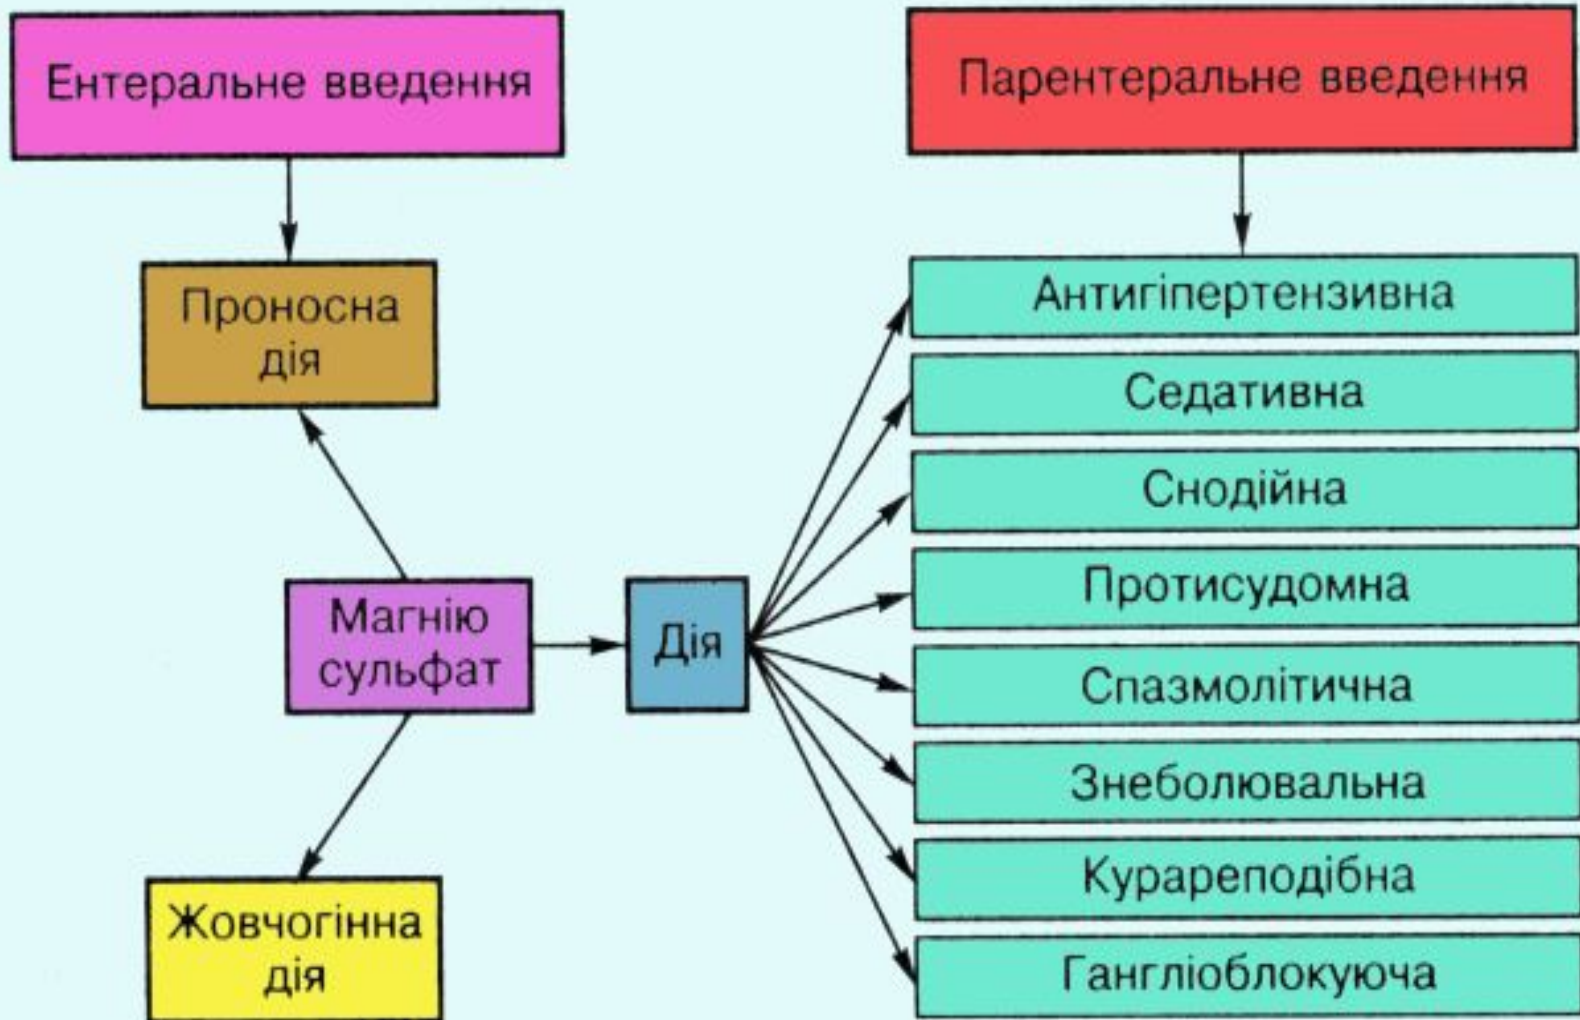 Ентеральне введення
Парентеральне введення
Проносна
дія
Антигіпертензивна
Седативна
Снодійна
Протисудомна
Магнію
сульфат
Дія
Спазмолітична
Знеболювальна
Курареподібна
Жовчогінна
дія
Гангліоблокуюча